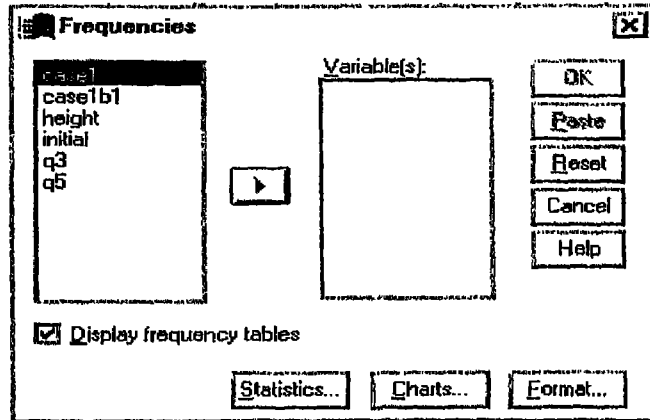 Frequencies
case1
case1b1
height
initial
q3
q5
Variable(s):
OK
Paste
Reset
Cancel
Help
Display frequency tables
Statistics...
Charts...
Format...